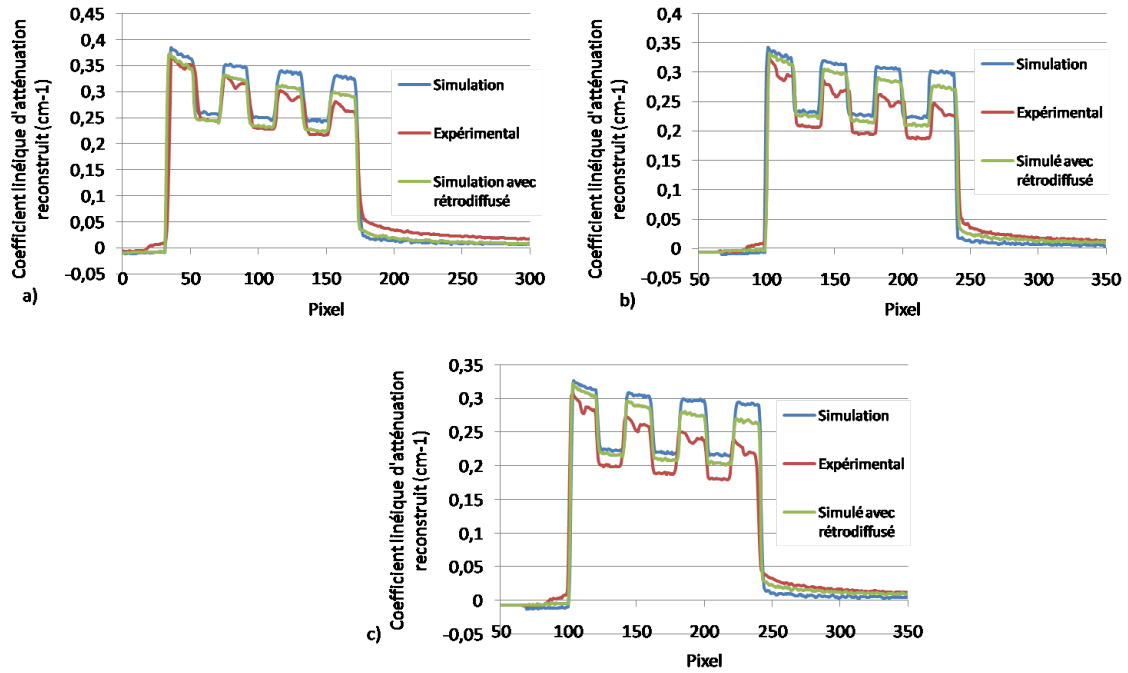 Coefficient linéique d'atténuation
reconstruit (cm-1)
0,45
0,4
0,35
0,3
0,25
0,2
0,15
0,1
0,05
0
-0,05
0 50 100 150 200 250 300
Pixel
Simulation
Expérimental
Simulation avec
rétrodiffusé
a)
Coefficient linéique d'atténuation
reconstruit (cm-1)
0,4
0,35
0,3
0,25
0,2
0,15
0,1
0,05
0
-0,05
50 100 150 200 250 300 350
Pixel
Simulation
Expérimental
Simulé avec
rétrodiffusé
b)
Coefficient linéique d'atténuation
reconstruit (cm-1)
0,35
0,3
0,25
0,2
0,15
0,1
0,05
0
-0,05
50 100 150 200 250 300 350
Pixel
Simulation
Expérimental
Simulé avec
rétrodiffusé
c)